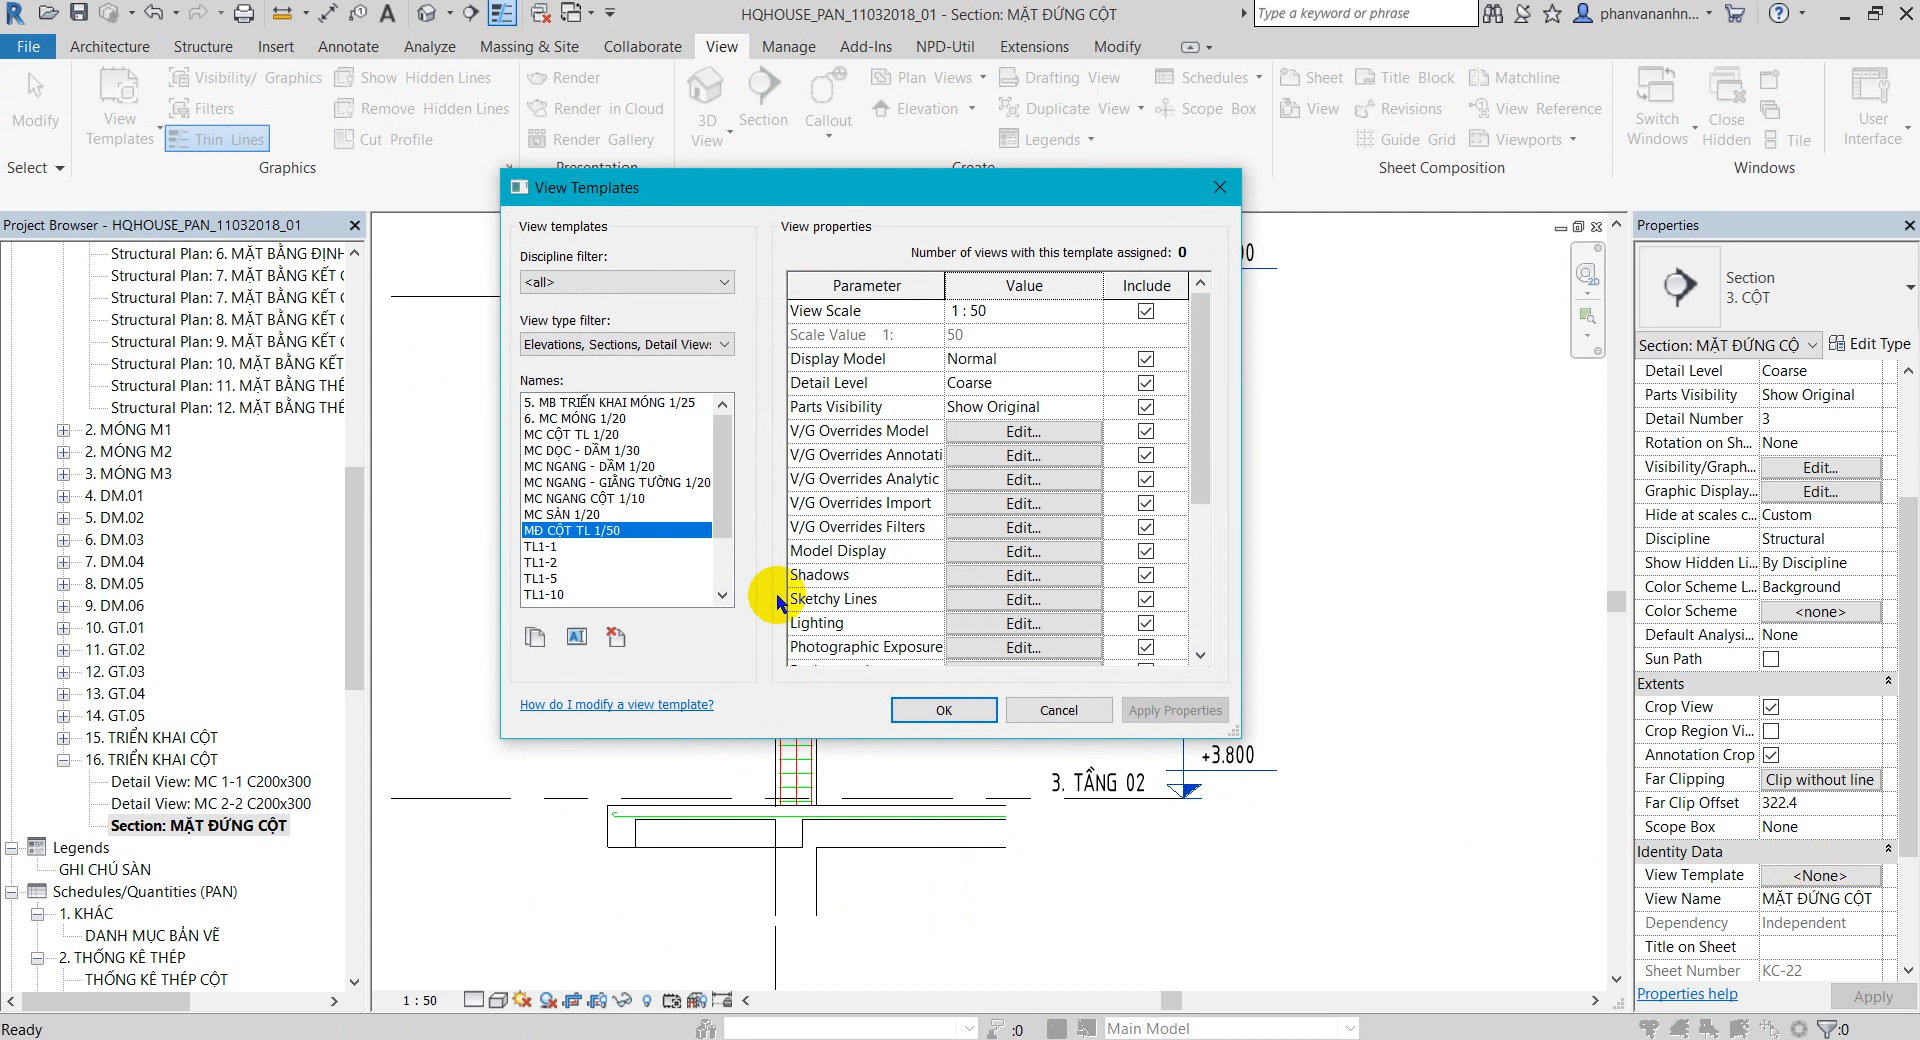 HQHOUSE_PAN_11032018_01 - Section: MẶT ĐỨNG CỘT
Type a keyword or phrase
phanvananhn...
File Architecture Structure Insert Annotate Analyze Massing & Site Collaborate View Manage Add-Ins NPD-Util Extensions Modify
Modify
View Templates
Visibility/ Graphics
Filters
Thin Lines
Show Hidden Lines
Remove Hidden Lines
Cut Profile
Render
Render in Cloud
Render Gallery
3D View
Section
Callout
Plan Views
Elevation
Drafting View
Duplicate View
Legends
Schedules
Scope Box
Sheet
View
Title Block
Revisions
Guide Grid
Matchline
View Reference
Viewports
Switch Windows
Close Hidden
Tile
User Interface
Select
Graphics
Presentation
Create
Sheet Composition
Windows
Project Browser - HQHOUSE_PAN_11032018_01
Structural Plan: 6. MẶT BẰNG ĐỊNH
Structural Plan: 7. MẶT BẰNG KẾT
Structural Plan: 7. MẶT BẰNG KẾT
Structural Plan: 8. MẶT BẰNG KẾT
Structural Plan: 9. MẶT BẰNG KẾT
Structural Plan: 10. MẶT BẰNG KẾT
Structural Plan: 11. MẶT BẰNG THÉ
Structural Plan: 12. MẶT BẰNG THÉ
2. MÓNG M1
2. MÓNG M2
3. MÓNG M3
4. DM.01
5. DM.02
6. DM.03
7. DM.04
8. DM.05
9. DM.06
10. GT.01
11. GT.02
12. GT.03
13. GT.04
14. GT.05
15. TRIỂN KHAI CỘT
16. TRIỂN KHAI CỘT
Detail View: MC 1-1 C200x300
Detail View: MC 2-2 C200x300
Section: MẶT ĐỨNG CỘT
Legends
GHI CHÚ SÀN
Schedules/Quantities (PAN)
1. KHÁC
DANH MỤC BẢN VẼ
2. THỐNG KÊ THÉP
THỐNG KÊ THÉP CỘT
View Templates
View templates
Discipline filter:
<all>
View type filter:
Elevations, Sections, Detail Views
Names:
5. MB TRIỂN KHAI MÓNG 1/25
6. MC MÓNG 1/20
MC CỘT TL 1/20
MC DỌC - DẦM 1/30
MC NGANG - DẦM 1/20
MC NGANG - GIẰNG TƯỜNG 1/20
MC NGANG CỘT 1/10
MC SÀN 1/20
MĐ CỘT TL 1/50
TL1-1
TL1-2
TL1-5
TL1-10
How do I modify a view template?
View properties
Number of views with this template assigned: 0
Parameter Value Include
View Scale 1 : 50
Scale Value 1: 50
Display Model Normal
Detail Level Coarse
Parts Visibility Show Original
V/G Overrides Model Edit...
V/G Overrides Annotati Edit...
V/G Overrides Analytic Edit...
V/G Overrides Import Edit...
V/G Overrides Filters Edit...
Model Display Edit...
Shadows Edit...
Sketchy Lines Edit...
Lighting Edit...
Photographic Exposure Edit...
OK Cancel Apply Properties
00
+3.800
3. TẦNG 02
2D
Properties
Section
3. CỘT
Section: MẶT ĐỨNG CỘ Edit Type
Detail Level Coarse
Parts Visibility Show Original
Detail Number 3
Rotation on Sh... None
Visibility/Graph... Edit...
Graphic Display... Edit...
Hide at scales c... Custom
Discipline Structural
Show Hidden Li... By Discipline
Color Scheme L... Background
Color Scheme <none>
Default Analysi... None
Sun Path
Extents
Crop View
Crop Region Vi...
Annotation Crop
Far Clipping Clip without line
Far Clip Offset 322.4
Scope Box None
Identity Data
View Template <None>
View Name MẶT ĐỨNG CỘT
Dependency Independent
Title on Sheet
Sheet Number KC-22
Properties help Apply
1 : 50
Ready
:0
Main Model
:0